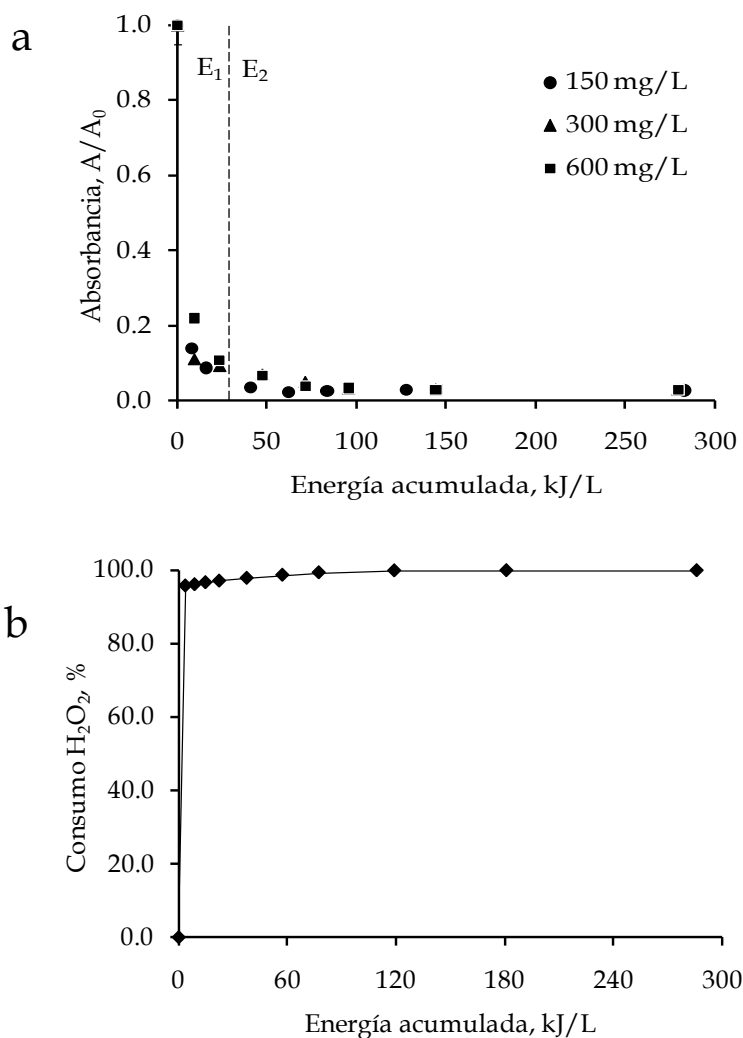 a
Absorbancia, A/A₀
1.0
0.8
0.6
0.4
0.2
0.0
E₁ E₂
150 mg/L
300 mg/L
600 mg/L
0 50 100 150 200 250 300
Energía acumulada, kJ/L
b
Consumo H₂O₂, %
100.0
80.0
60.0
40.0
20.0
0.0
0 60 120 180 240 300
Energía acumulada, kJ/L